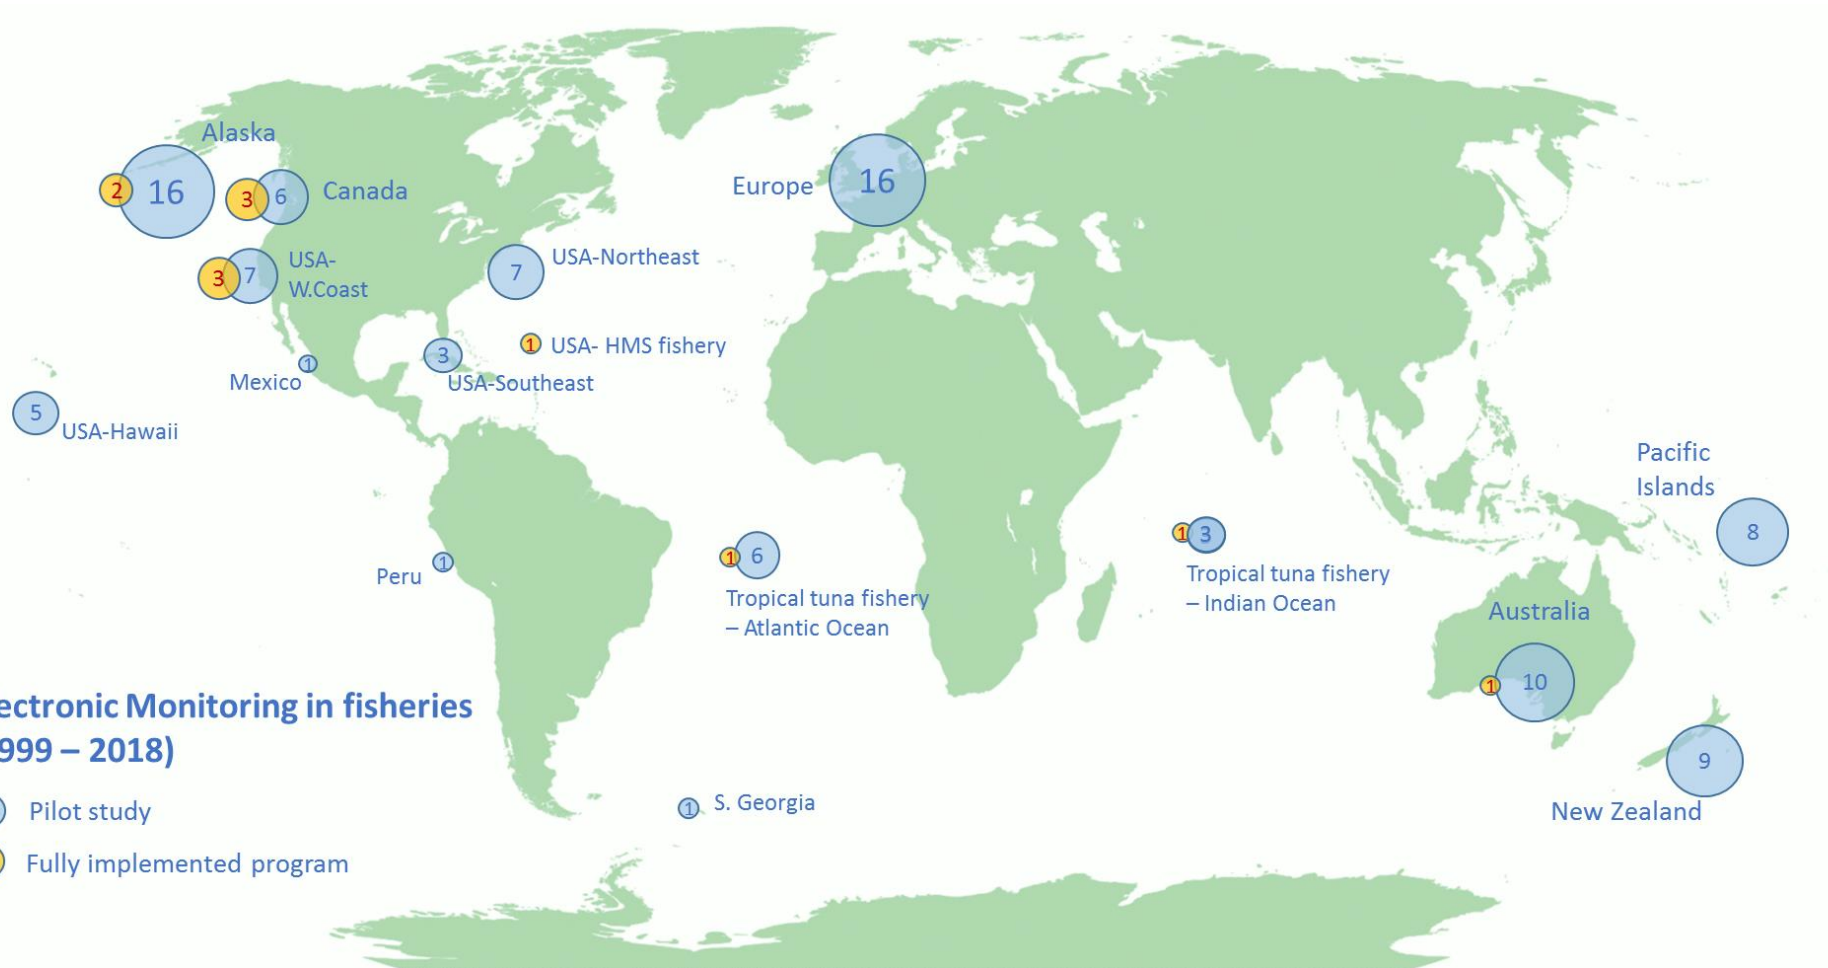 Alaska
2
16
3
6
Canada
Europe
16
3
7
USA-
W.Coast
7
USA-Northeast
1
USA- HMS fishery
3
USA-Southeast
1
Mexico
5
USA-Hawaii
Pacific
Islands
8
1
Peru
1
6
Tropical tuna fishery
– Atlantic Ocean
1
3
Tropical tuna fishery
– Indian Ocean
Australia
1
10
9
New Zealand
ectronic Monitoring in fisheries
999 – 2018)
Pilot study
Fully implemented program
1
S. Georgia